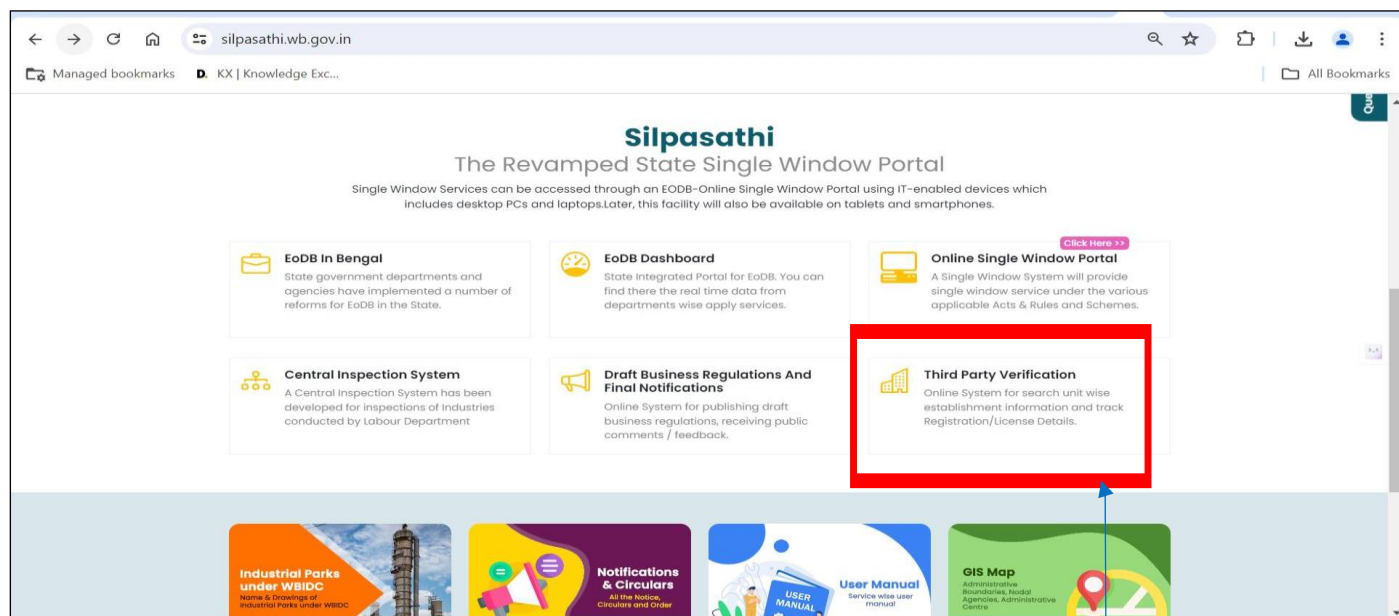 silpasathi.wb.gov.in
Managed bookmarks D. KX | Knowledge Exc...
All Bookmarks
Que
Silpasathi
The Revamped State Single Window Portal
Single Window Services can be accessed through an EODB-Online Single Window Portal using IT-enabled devices which
includes desktop PCs and laptops.Later, this facility will also be available on tablets and smartphones.
EoDB In Bengal
State government departments and
agencies have implemented a number of
reforms for EoDB in the State.
EoDB Dashboard
State Integrated Portal for EoDB. You can
find there the real time data from
departments wise apply services.
Click Here >>
Online Single Window Portal
A Single Window System will provide
single window service under the various
applicable Acts & Rules and Schemes.
Central Inspection System
A Central Inspection System has been
developed for inspections of Industries
conducted by Labour Department
Draft Business Regulations And
Final Notifications
Online System for publishing draft
business regulations, receiving public
comments / feedback.
Third Party Verification
Online System for search unit wise
establishment information and track
Registration/License Details.
Industrial Parks
under WBIDC
Name & Drawings of
Industrial Parks under WBIDC
Notifications
& Circulars
All the Notice,
Circulars and Order
USER
MANUAL
User Manual
Service wise user
manual
GIS Map
Administrative
Boundaries, Nodal
Agencies, Administrative
Centre